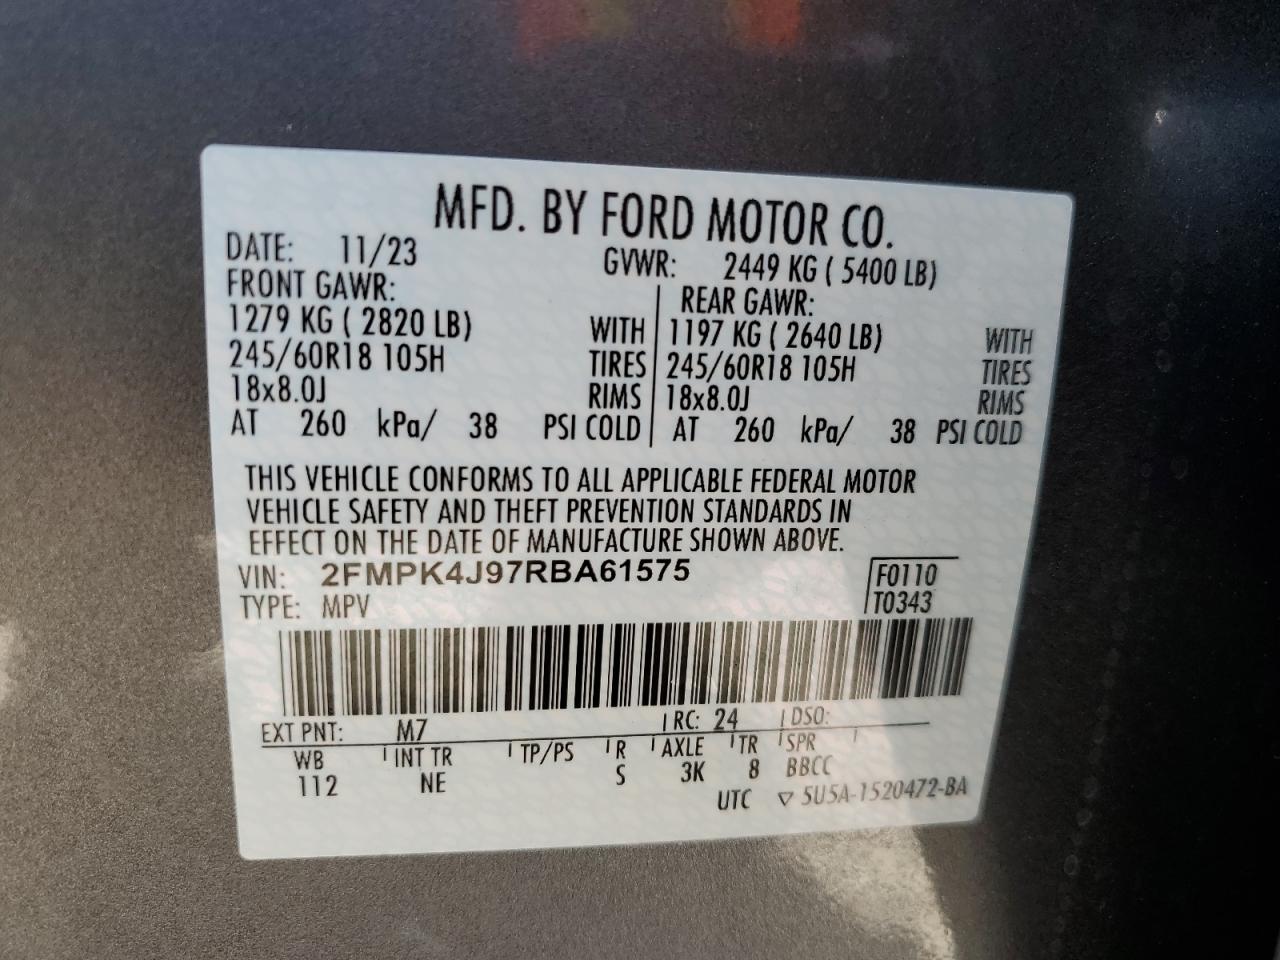 MFD. BY FORD MOTOR CO.
DATE: 11/23 GVWR: 2449 KG ( 5400 LB)
FRONT GAWR: REAR GAWR:
1279 KG ( 2820 LB) WITH 1197 KG ( 2640 LB) WITH
245/60R18 105H TIRES 245/60R18 105H TIRES
18x8.0J RIMS 18x8.0J RIMS
AT 260 kPa/ 38 PSI COLD AT 260 kPa/ 38 PSI COLD
THIS VEHICLE CONFORMS TO ALL APPLICABLE FEDERAL MOTOR
VEHICLE SAFETY AND THEFT PREVENTION STANDARDS IN
EFFECT ON THE DATE OF MANUFACTURE SHOWN ABOVE.
VIN: 2FMPK4J97RBA61575 F0110
TYPE: MPV T0343
EXT PNT: M7 RC: 24 DSO:
WB INT TR TP/PS R AXLE TR SPR
112 NE S 3K 8 BBCC
UTC ▽ 5U5A-1520472-BA